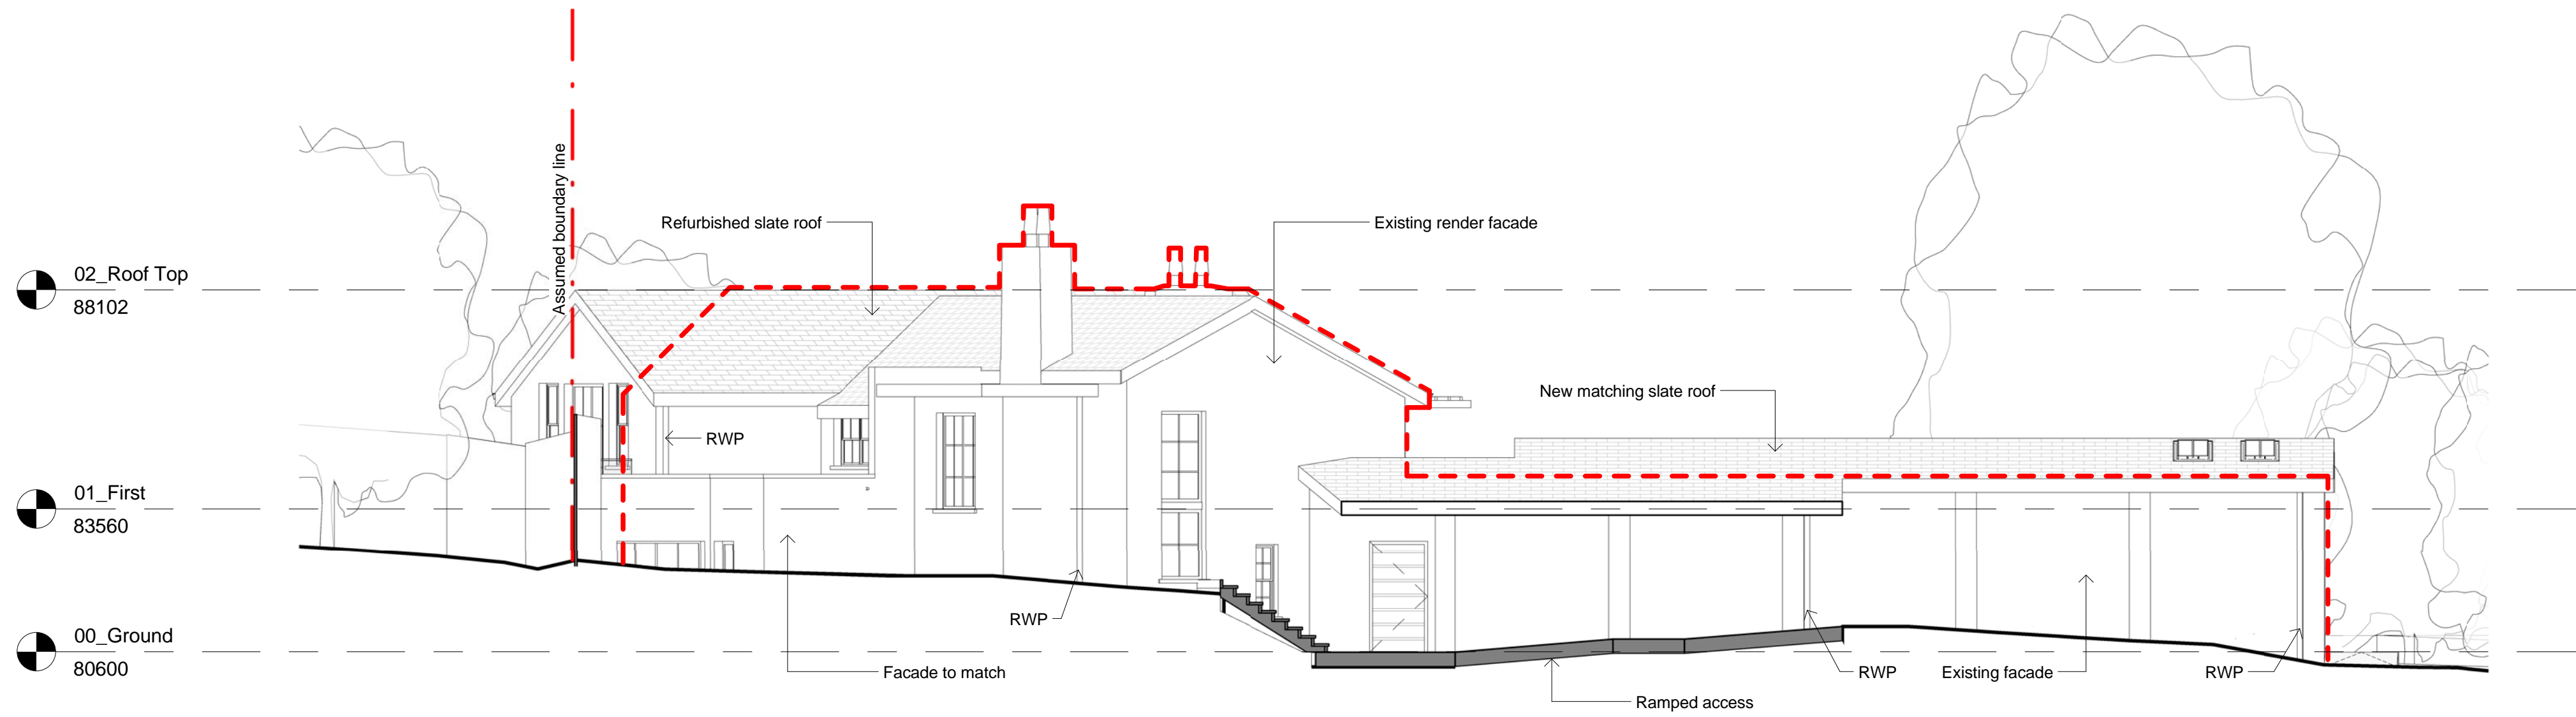 Assumed boundary line
Refurbished slate roof
Existing render facade
02_Roof Top
88102
New matching slate roof
RWP
01_First
83560
RWP
00_Ground
80600
Facade to match
RWP
Existing facade
RWP
Ramped access